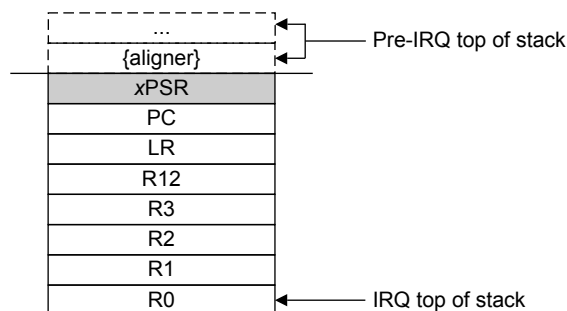 ...
Pre-IRQ top of stack
{aligner}
xPSR
PC
LR
R12
R3
R2
R1
R0
IRQ top of stack